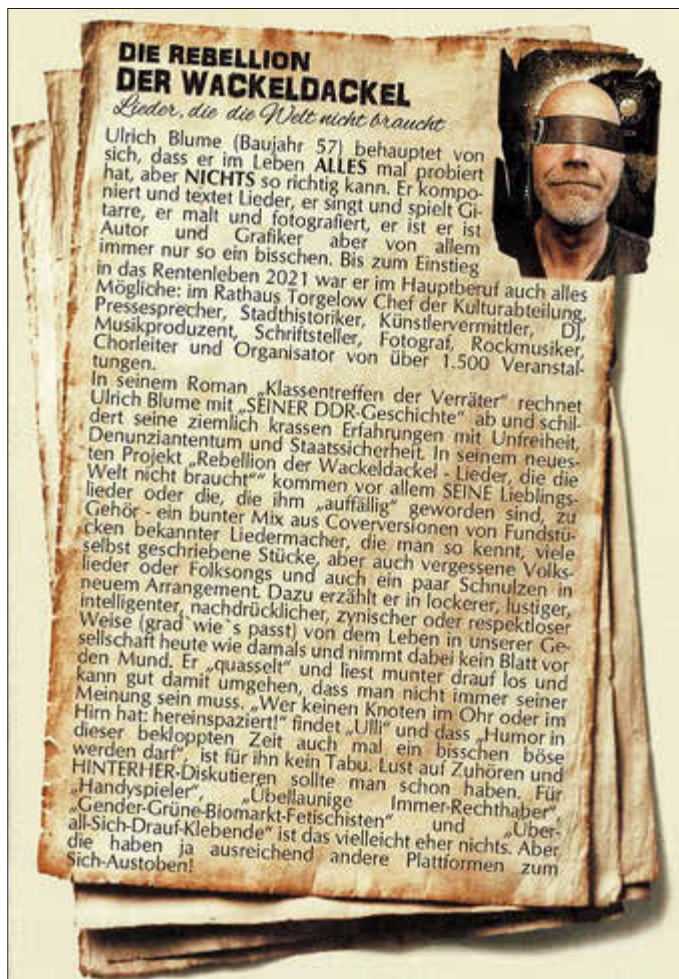 DIE REBELLION
DER WACKELDACKEL
Lieder, die die Welt nicht braucht
Ulrich Blume (Baujahr 57) behauptet von
sich, dass er im Leben ALLES mal probiert
hat, aber NICHTS so richtig kann. Er kompo-
niert und textet Lieder, er singt und spielt Gi-
tarre, er malt und fotografiert, er ist er ist
Autor und Grafiker aber von allem
immer nur so ein bisschen. Bis zum Einstieg
in das Rentenleben 2021 war er im Hauptberuf auch alles
Mögliche: im Rathaus Torgelow Chef der Kulturabteilung,
Pressesprecher, Stadthistoriker, Künstlervermittler, DJ,
Musikproduzent, Schriftsteller, Fotograf, Rockmusiker,
Chorleiter und Organisator von über 1.500 Veranstal-
tungen.
In seinem Roman „Klassentreffen der Verräter" rechnet
Ulrich Blume mit „SEINER DDR-Geschichte" ab und schil-
dert seine ziemlich krassen Erfahrungen mit Unfreiheit,
Denunziantentum und Staatssicherheit. In seinem neues-
ten Projekt „Rebellion der Wackeldackel - Lieder, die die
Welt nicht braucht"" kommen vor allem SEINE Lieblings-
lieder oder die, die ihm „auffällig" geworden sind, zu
Gehör - ein bunter Mix aus Coverversionen von Fundstü-
cken bekannter Liedermacher, die man so kennt, viele
selbst geschriebene Stücke, aber auch vergessene Volks-
lieder oder Folksongs und auch ein paar Schnulzen in
neuem Arrangement. Dazu erzählt er in lockerer, lustiger,
intelligenter, nachdrücklicher, zynischer oder respektloser
Weise (grad`wie`s passt) von dem Leben in unserer Ge-
sellschaft heute wie damals und nimmt dabei kein Blatt vor
den Mund. Er „quasselt" und liest munter drauf los und
kann gut damit umgehen, dass man nicht immer seiner
Meinung sein muss. „Wer keinen Knoten im Ohr oder im
Hirn hat: hereinspaziert!" findet „Ulli" und dass „Humor in
dieser bekloppten Zeit auch mal ein bisschen böse
werden darf", ist für ihn kein Tabu. Lust auf Zuhören und
HINTERHER-Diskutieren sollte man schon haben. Für
„Handyspieler", „Übellaunige Immer-Rechthaber",
„Gender-Grüne-Biomarkt-Fetischisten" und „Über-
all-Sich-Drauf-Klebende" ist das vielleicht eher nichts. Aber
die haben ja ausreichend andere Plattformen zum
Sich-Austoben!